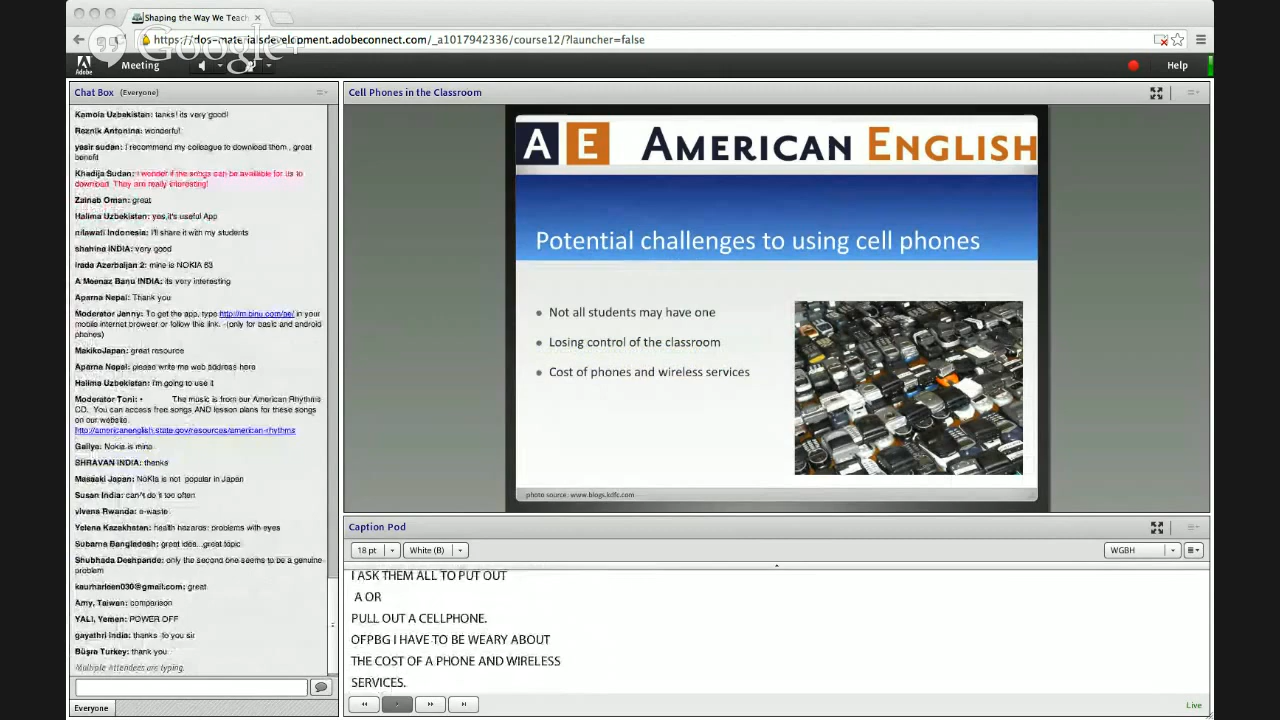 Shaping the Way We Teach
Google+
https://dos-materialsdevelopment.adobeconnect.com/_a1017942336/course12/?launcher=false
Adobe
Meeting
Help
Chat Box (Everyone)
Kamola Uzbekistan: tanks! its very good!
Reznik Antonina: wonderful!
yasir sudan: I recommend my colleague to download them , great
benefit
Khadija Sudan: I wonder if the songs can be availible for us to
download. They are really interesting!
Zainab Oman: great
Halima Uzbekistan: yes,it's useful App
nilawati Indonesia: I'll share it with my students
shahina INDIA: very good
Irada Azerbaijan 2: mine is NOKIA 63
A Meenaz Banu INDIA: its very interesting
Aparna Nepal: Thank you
Moderator Jenny: To get the app, type http://m.binu.com/ae/ in your
mobile internet browser or follow this link. -(only for basic and android
phones)
MakikoJapan: great resource
Aparna Nepal: please write me web address here
Halima Uzbekistan: i'm going to use it
Moderator Toni: • The music is from our American Rhythms
CD. You can access free songs AND lesson plans for these songs
on our website.
http://americanenglish.state.gov/resources/american-rhythms
Galiya: Nokia is mine
SHRAVAN INDIA: thanks
Masaaki Japan: NoKia is not popular in Japan
Susan India: can't do it too often
vivens Rwanda: e-waste
Yelena Kazakhstan: health hazards: problems with eyes
Subarna Bangladesh: great idea...great topic
Shubhada Deshpande: only the second one seems to be a genuine
problem
kaurharleen030@gmail.com: great
Amy, Taiwan: comparison
YALI, Yemen: POWER OFF
gayathri India: thanks to you sir
Büşra Turkey: thank you
Multiple Attendees are typing.
Everyone
Cell Phones in the Classroom
AE AMERICAN ENGLISH
Potential challenges to using cell phones
Not all students may have one
Losing control of the classroom
Cost of phones and wireless services
photo source: www.blogs.kdfc.com
Caption Pod
18 pt
White (B)
WGBH
I ASK THEM ALL TO PUT OUT
A OR
PULL OUT A CELLPHONE.
OFPBG I HAVE TO BE WEARY ABOUT
THE COST OF A PHONE AND WIRELESS
SERVICES.
Live